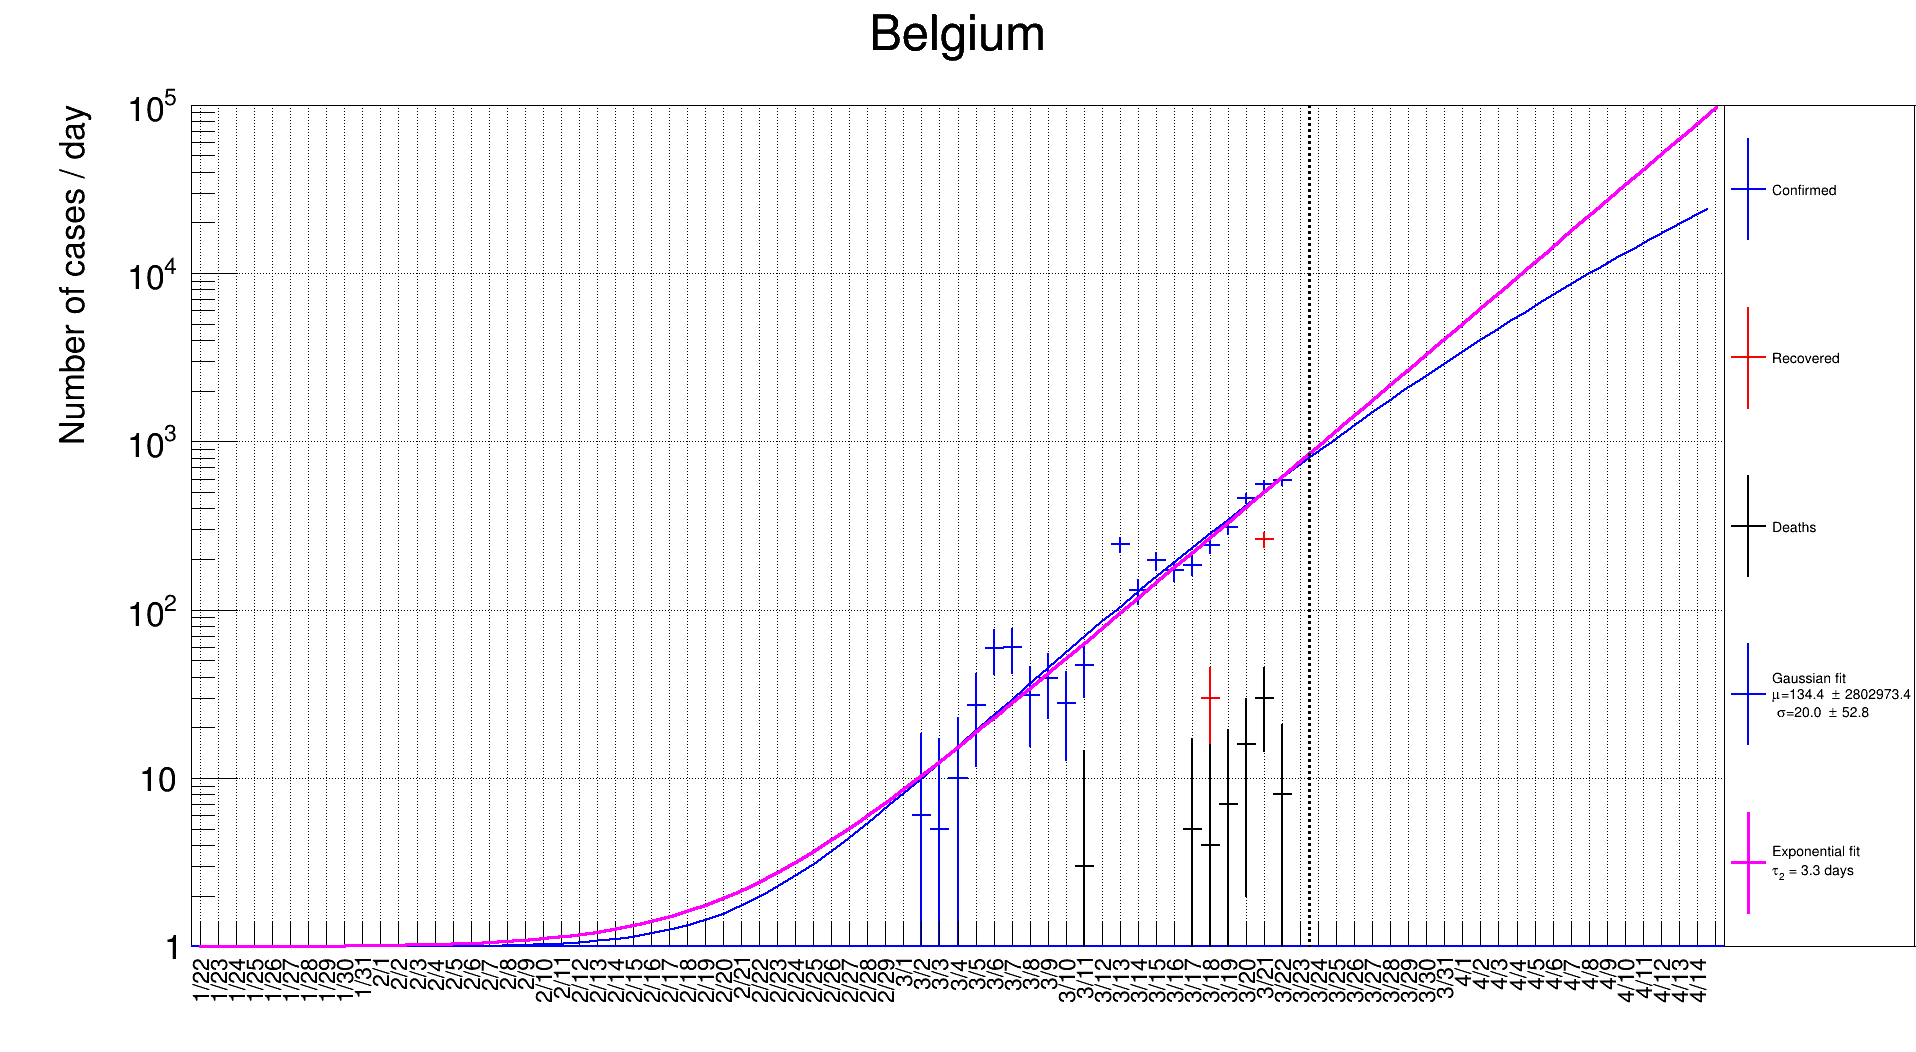 Belgium
Number of cases / day
10^5
10^4
10^3
10^2
10
1
1/22 1/23 1/24 1/25 1/26 1/27 1/28 1/29 1/30 1/31 2/1 2/2 2/3 2/4 2/5 2/6 2/7 2/8 2/9 2/10 2/11 2/12 2/13 2/14 2/15 2/16 2/17 2/18 2/19 2/20 2/21 2/22 2/23 2/24 2/25 2/26 2/27 2/28 2/29 3/1 3/2 3/3 3/4 3/5 3/6 3/7 3/8 3/9 3/10 3/11 3/12 3/13 3/14 3/15 3/16 3/17 3/18 3/19 3/20 3/21 3/22 3/23 3/24 3/25 3/26 3/27 3/28 3/29 3/30 3/31 4/1 4/2 4/3 4/4 4/5 4/6 4/7 4/8 4/9 4/10 4/11 4/12 4/13 4/14
Confirmed
Recovered
Deaths
Gaussian fit
μ=134.4 ± 2802973.4
σ=20.0 ± 52.8
Exponential fit
τ₂ = 3.3 days